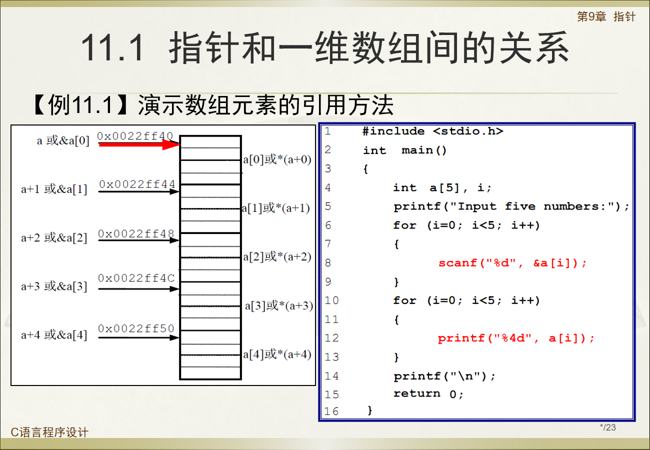 第9章 指针
11.1 指针和一维数组间的关系
【例11.1】演示数组元素的引用方法
a 或&a[0] 0x0022ff40
a[0]或*(a+0)
a+1 或&a[1] 0x0022ff44
a[1]或*(a+1)
a+2 或&a[2] 0x0022ff48
a[2]或*(a+2)
a+3 或&a[3] 0x0022ff4C
a[3]或*(a+3)
a+4 或&a[4] 0x0022ff50
a[4]或*(a+4)
1 #include <stdio.h>
2 int main()
3 {
4 int a[5], i;
5 printf("Input five numbers:");
6 for (i=0; i<5; i++)
7 {
8 scanf("%d", &a[i]);
9 }
10 for (i=0; i<5; i++)
11 {
12 printf("%4d", a[i]);
13 }
14 printf("\n");
15 return 0;
16 }
C语言程序设计
*/23